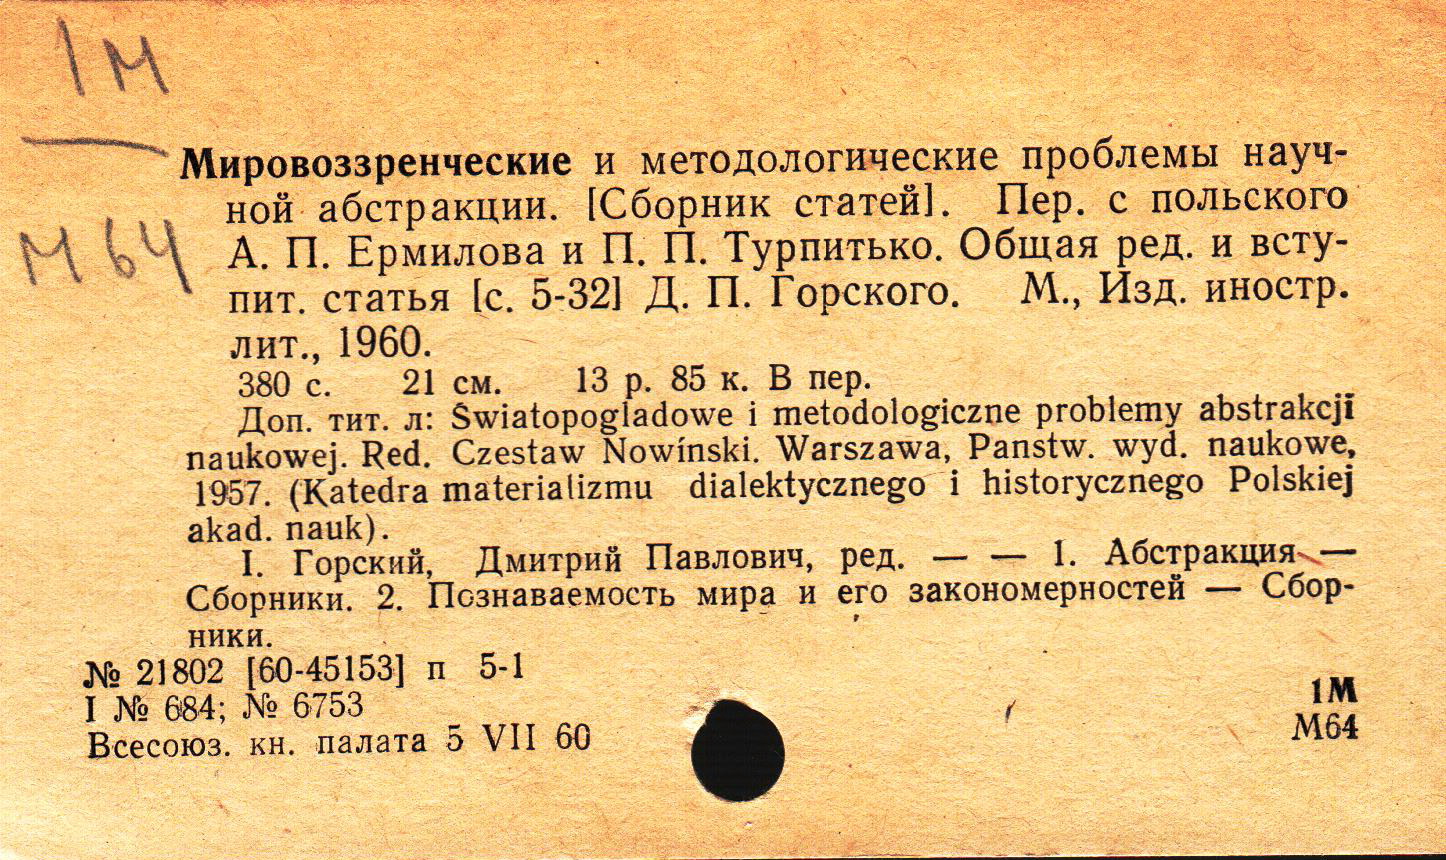 1М
М 64
Мировоззренческие и методологические проблемы науч-
ной абстракции. [Сборник статей]. Пер. с польского
А. П. Ермилова и П. П. Турпитько. Общая ред. и всту-
пит. статья [с. 5-32] Д. П. Горского. М., Изд. иностр.
лит., 1960.
380 с. 21 см. 13 р. 85 к. В пер.
Доп. тит. л: Światopogladowe i metodologiczne problemy abstrakcji
naukowej. Red. Czestaw Nowínski. Warszawa, Panstw. wyd. naukowe,
1957. (Katedra materializmu dialektycznego i historycznego Polskiej
akad. nauk).
I. Горский, Дмитрий Павлович, ред. — — 1. Абстракция —
Сборники. 2. Познаваемость мира и его закономерностей — Сбор-
ники.
№ 21802 [60-45153] п 5-1
I № 684; № 6753
Всесоюз. кн. палата 5 VII 60
1М
М64